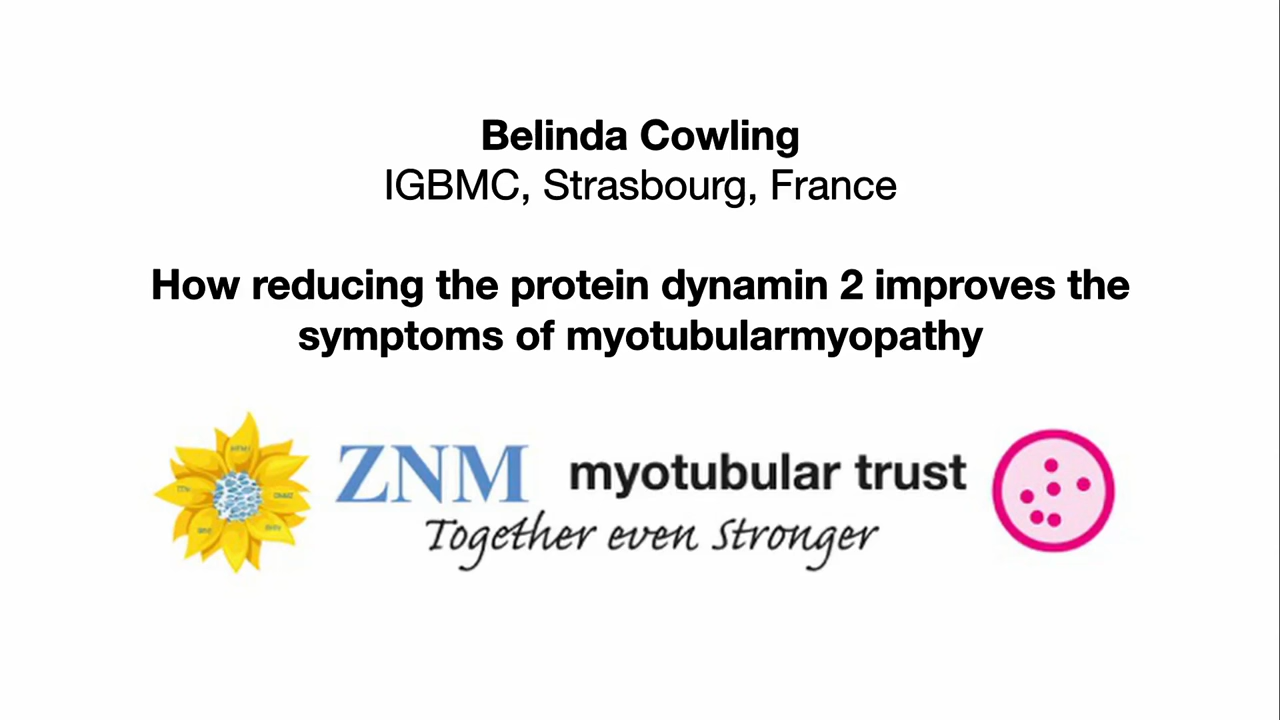 Belinda Cowling
IGBMC, Strasbourg, France
How reducing the protein dynamin 2 improves the
symptoms of myotubularmyopathy
ZNM myotubular trust
Together even Stronger